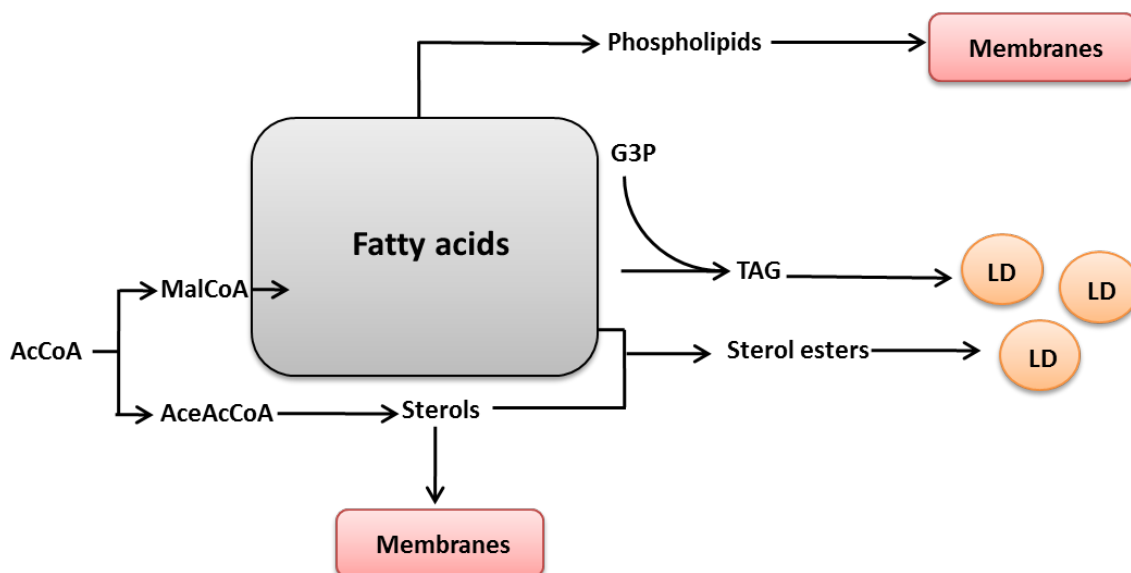 Phospholipids
Membranes
G3P
Fatty acids
TAG
LD
LD
MalCoA
AcCoA
Sterol esters
LD
AceAcCoA
Sterols
Membranes